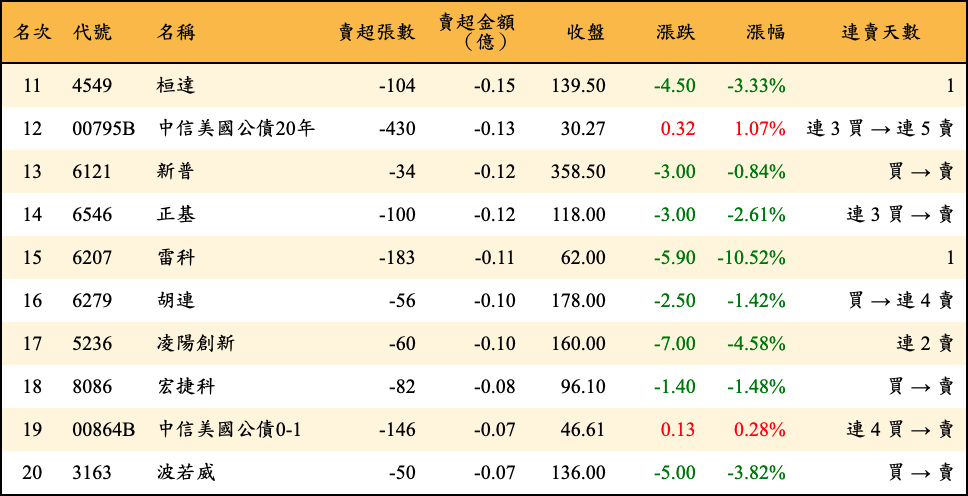 名次 代號 名稱 賣超張數 賣超金額（億） 收盤 漲跌 漲幅 連賣天數
11 4549 桓達 -104 -0.15 139.50 -4.50 -3.33% 1
12 00795B 中信美國公債20年 -430 -0.13 30.27 0.32 1.07% 連 3 買 → 連 5 賣
13 6121 新普 -34 -0.12 358.50 -3.00 -0.84% 買 → 賣
14 6546 正基 -100 -0.12 118.00 -3.00 -2.61% 連 3 買 → 賣
15 6207 雷科 -183 -0.11 62.00 -5.90 -10.52% 1
16 6279 胡連 -56 -0.10 178.00 -2.50 -1.42% 買 → 連 4 賣
17 5236 凌陽創新 -60 -0.10 160.00 -7.00 -4.58% 連 2 賣
18 8086 宏捷科 -82 -0.08 96.10 -1.40 -1.48% 買 → 賣
19 00864B 中信美國公債0-1 -146 -0.07 46.61 0.13 0.28% 連 4 買 → 賣
20 3163 波若威 -50 -0.07 136.00 -5.00 -3.82% 買 → 賣